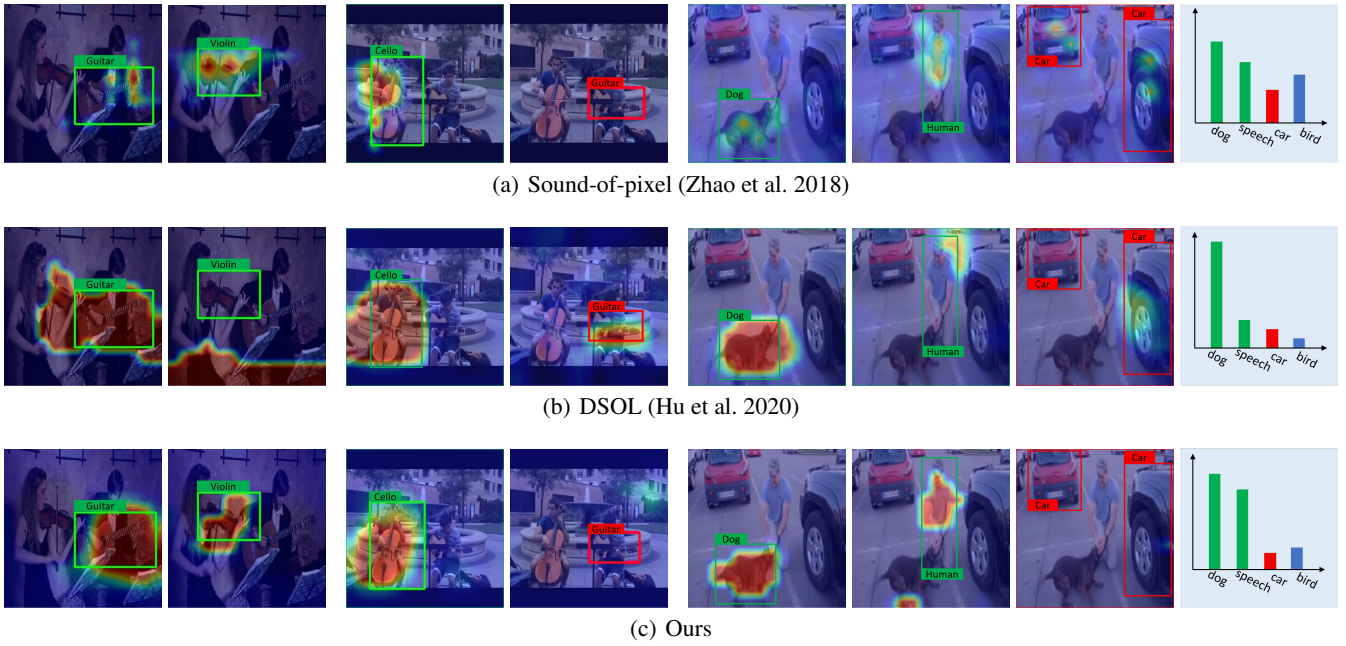 Guitar
Violin
Cello
Guitar
Dog
Human
Car
Car
dog
speech
car
bird
(a) Sound-of-pixel (Zhao et al. 2018)
Guitar
Violin
Cello
Guitar
Dog
Human
Car
Car
dog
speech
car
bird
(b) DSOL (Hu et al. 2020)
Guitar
Violin
Cello
Guitar
Dog
Human
Car
Car
dog
speech
car
bird
(c) Ours